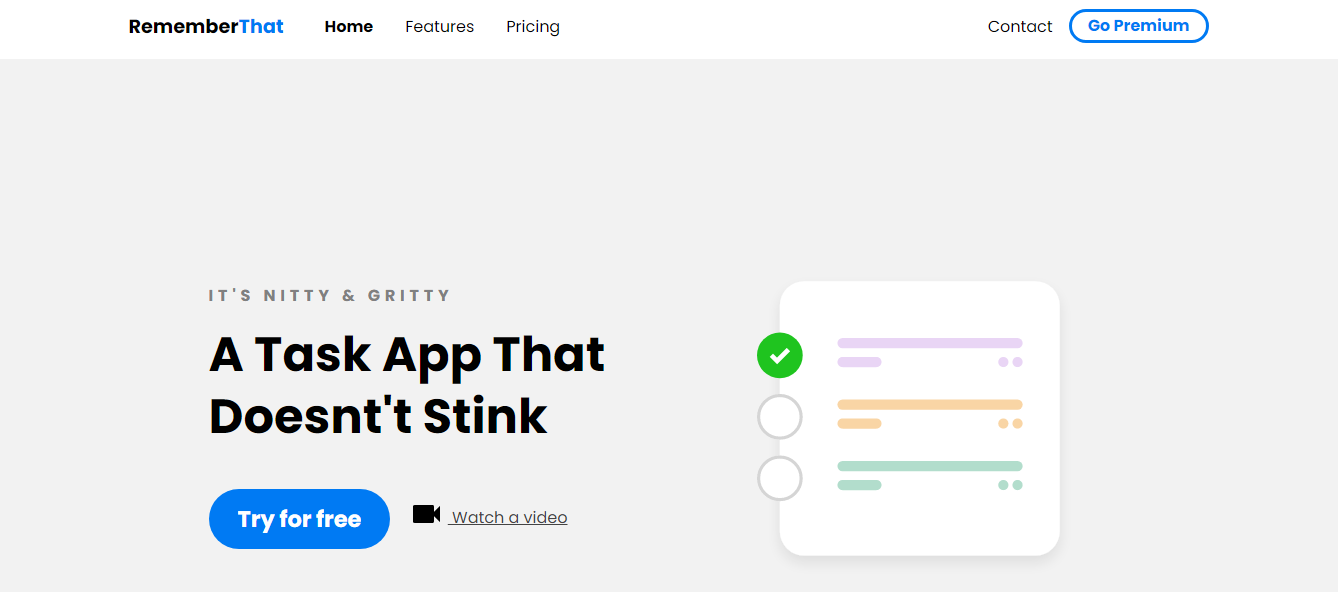 RememberThat Home Features Pricing Contact Go Premium
IT'S NITTY & GRITTY
A Task App That
Doesnt't Stink
Try for free Watch a video